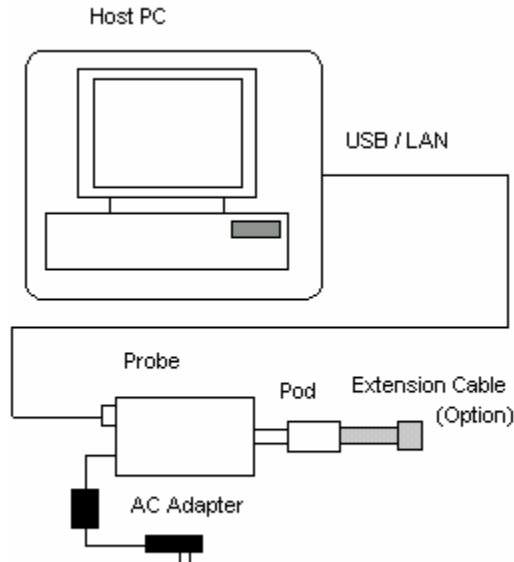 Host PC
USB / LAN
Probe
Pod
Extension Cable
(Option)
AC Adapter